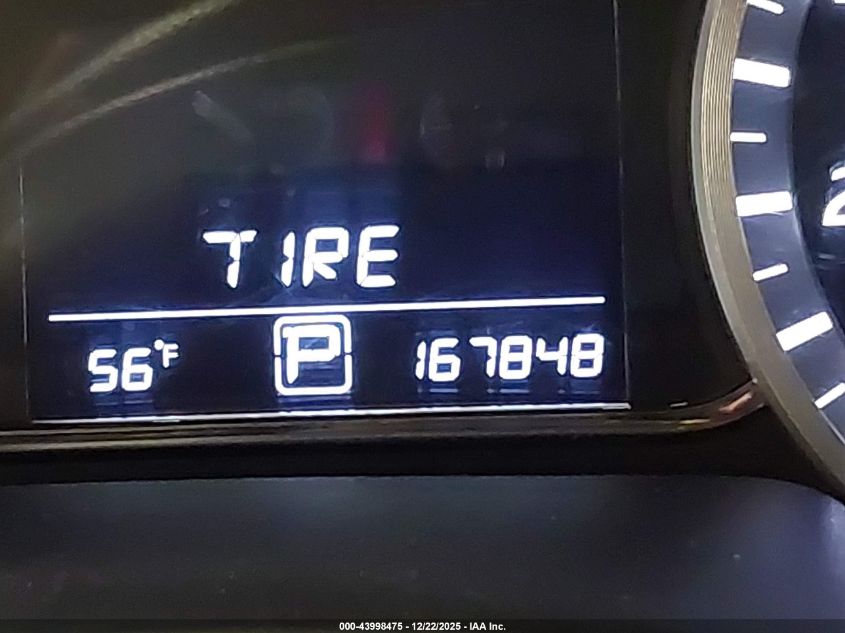 TIRE
56°F P 167848
000-43998475 - 12/22/2025 - IAA Inc.